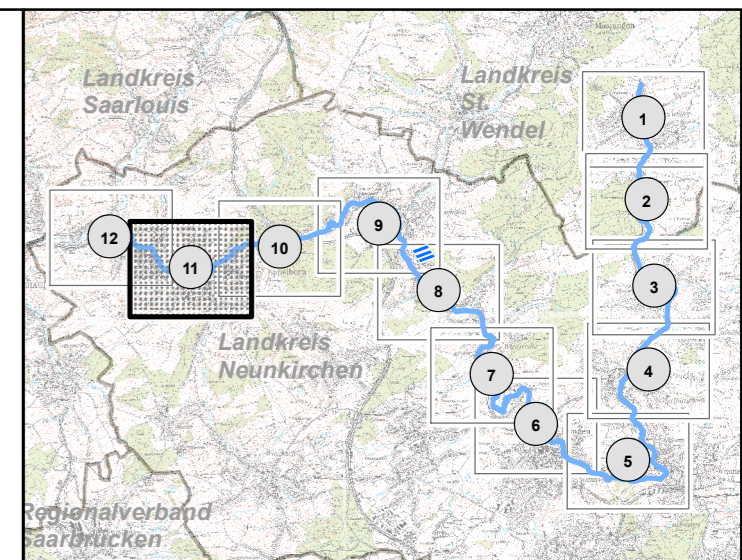 Landkreis
Saarlouis
Landkreis
St.
Wendel
1
2
12
11
10
9
8
3
Eppelborn
Landkreis
Neunkirchen
7
4
6
5
Regionalverband
Saarbrücken